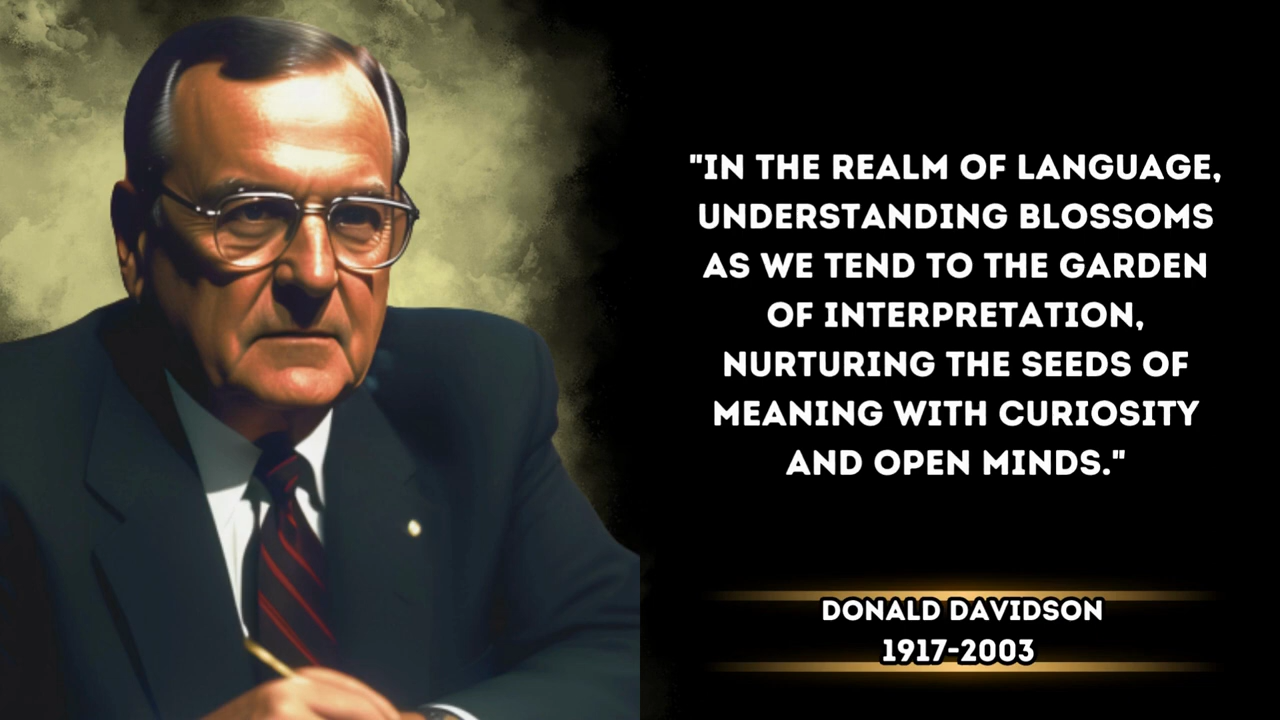 "IN THE REALM OF LANGUAGE,
UNDERSTANDING BLOSSOMS
AS WE TEND TO THE GARDEN
OF INTERPRETATION,
NURTURING THE SEEDS OF
MEANING WITH CURIOSITY
AND OPEN MINDS."
DONALD DAVIDSON
1917-2003